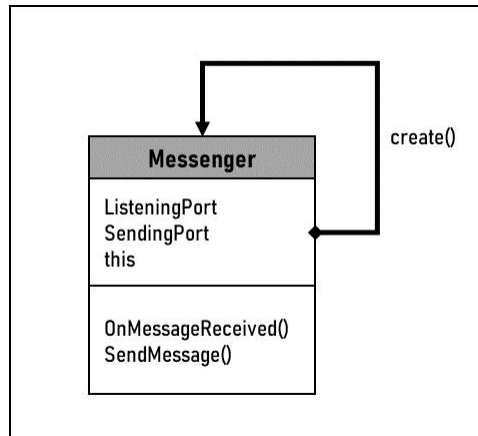 create()
Messenger
ListeningPort
SendingPort
this
OnMessageReceived()
SendMessage()